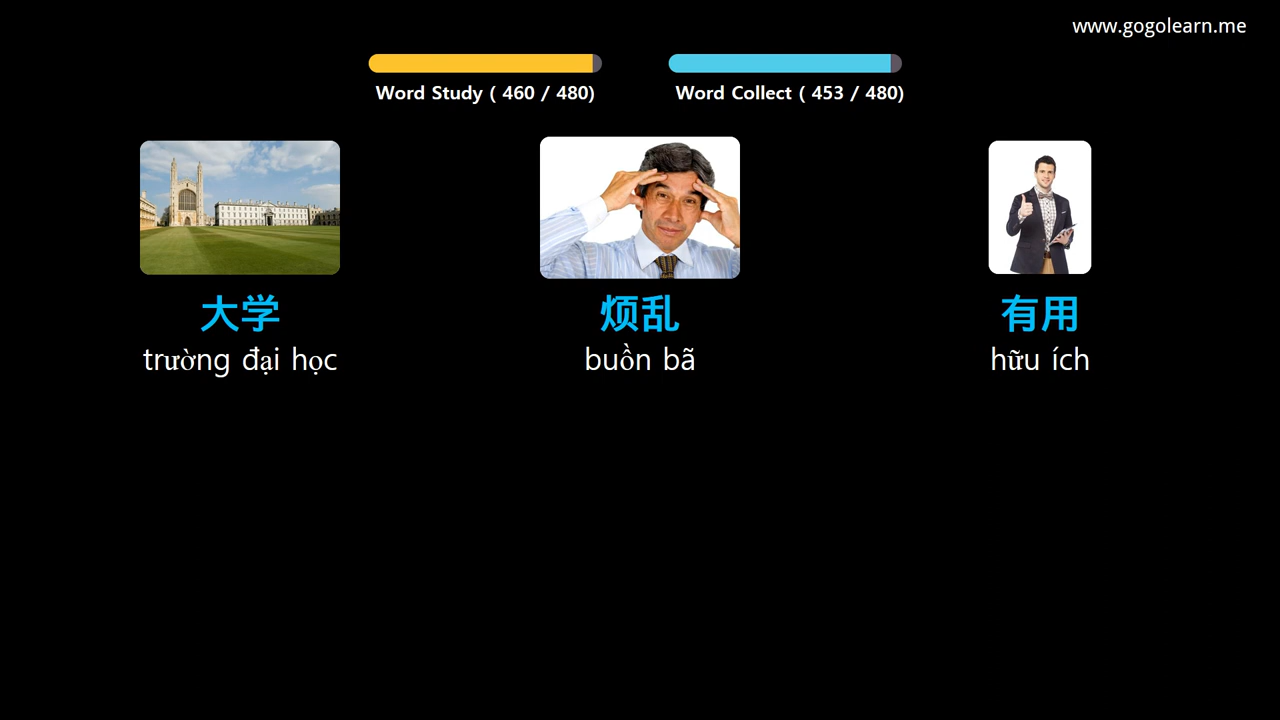 www.gogolearn.me
Word Study ( 460 / 480)
Word Collect ( 453 / 480)
大学
烦乱
有用
trường đại học
buồn bã
hữu ích